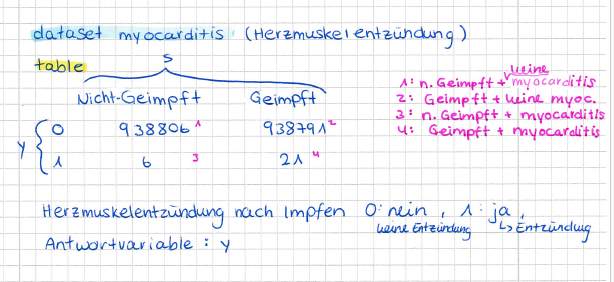 dataset myocarditis (Herzmuskelentzündung)
table
S
Nicht-Geimpft Geimpft
y 0 938806 1 938791 2
1 6 3 21 4
keine
1: n. Geimpft + myocarditis
2: Geimpft + keine myoc.
3: n. Geimpft + myocarditis
4: Geimpft + myocarditis
Herzmuskelentzündung nach Impfen 0: nein, 1: ja,
keine Entzündung ↳ Entzündung
Antwortvariable: y